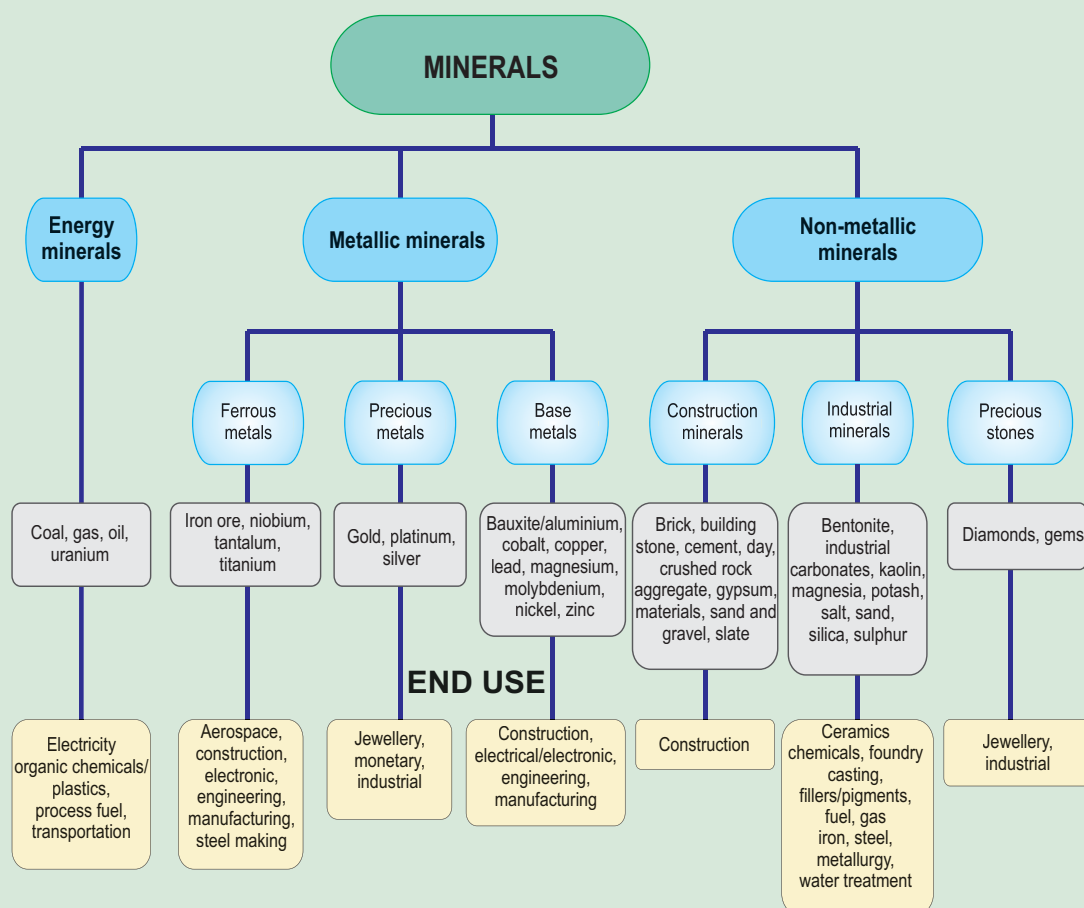 MINERALS
Energy
minerals
Metallic minerals
Non-metallic
minerals
Ferrous
metals
Precious
metals
Base
metals
Construction
minerals
Industrial
minerals
Precious
stones
Coal, gas, oil,
uranium
Iron ore, niobium,
tantalum,
titanium
Gold, platinum,
silver
Bauxite/aluminium,
cobalt, copper,
lead, magnesium,
molybdenum,
nickel, zinc
Brick, building
stone, cement, day,
crushed rock
aggregate, gypsum,
materials, sand and
gravel, slate
Bentonite,
industrial
carbonates, kaolin,
magnesia, potash,
salt, sand,
silica, sulphur
Diamonds, gems
END USE
Electricity
organic chemicals/
plastics,
process fuel,
transportation
Aerospace,
construction,
electronic,
engineering,
manufacturing,
steel making
Jewellery,
monetary,
industrial
Construction,
electrical/electronic,
engineering,
manufacturing
Construction
Ceramics
chemicals, foundry
casting,
fillers/pigments,
fuel, gas
iron, steel,
metallurgy,
water treatment
Jewellery,
industrial